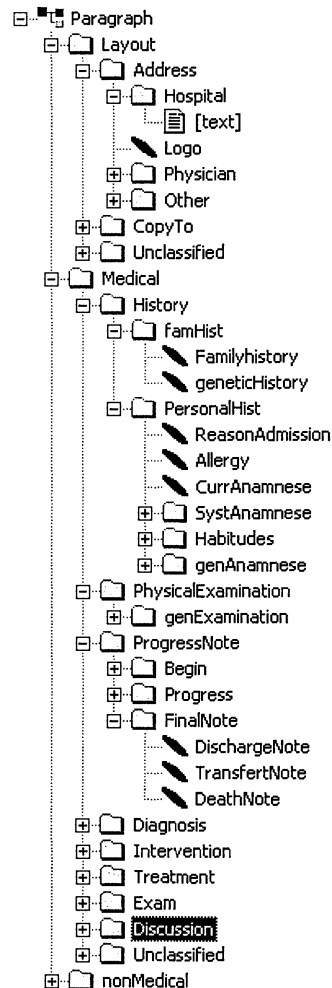 Paragraph
Layout
Address
Hospital
[text]
Logo
Physician
Other
CopyTo
Unclassified
Medical
History
famHist
Familyhistory
geneticHistory
PersonalHist
ReasonAdmission
Allergy
CurrAnamnese
SystAnamnese
Habitudes
genAnamnese
PhysicalExamination
genExamination
ProgressNote
Begin
Progress
FinalNote
DischargeNote
TransfertNote
DeathNote
Diagnosis
Intervention
Treatment
Exam
Discussion
Unclassified
nonMedical